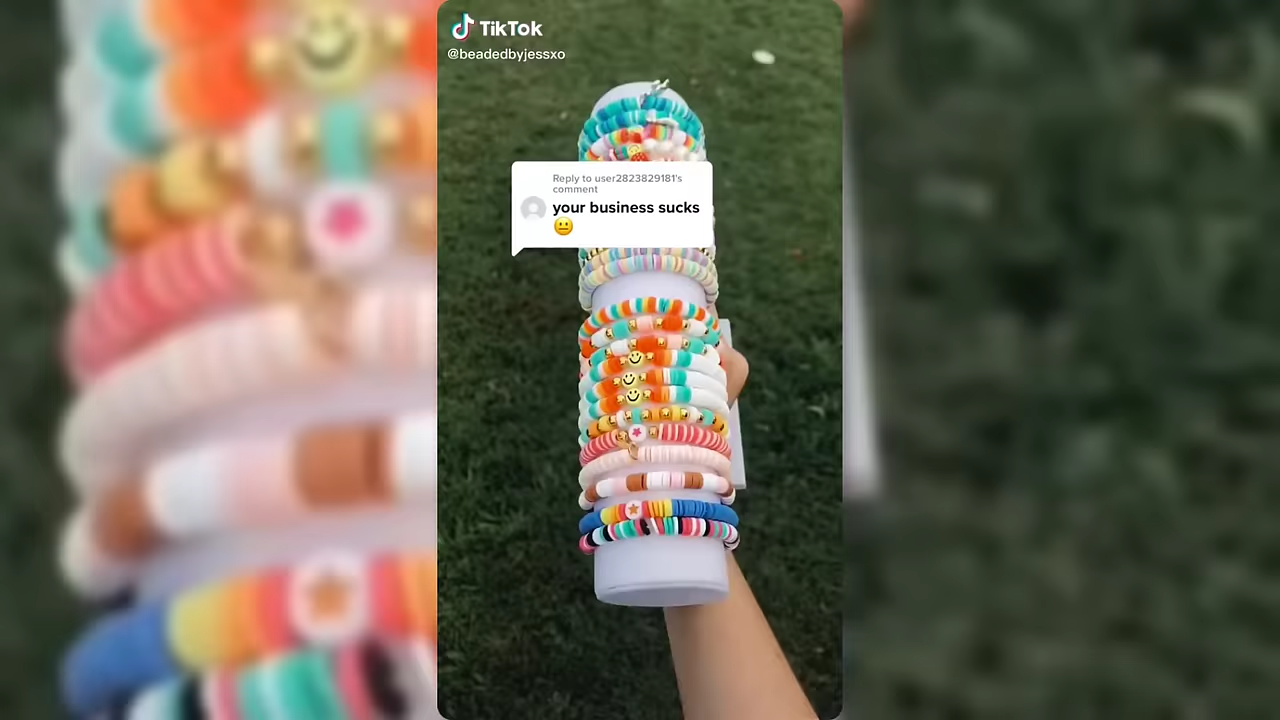 TikTok
@beadedbyjessxo
Reply to user2823829181's
comment
your business sucks
😐